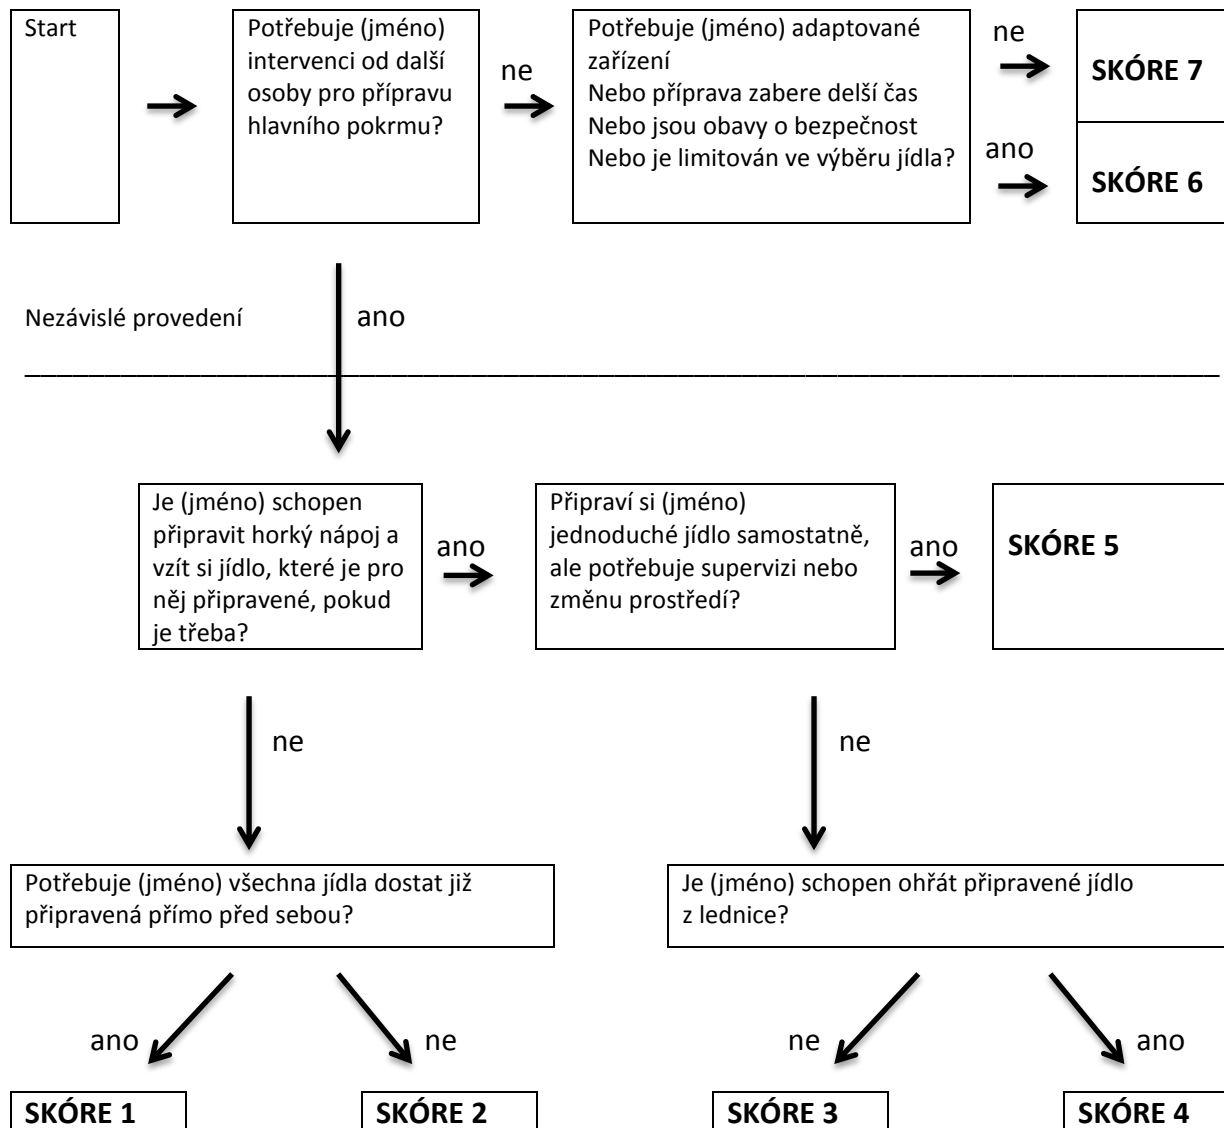 Start
Potřebuje (jméno)
intervenci od další
osoby pro přípravu
hlavního pokrmu?
ne
Potřebuje (jméno) adaptované
zařízení
Nebo příprava zabere delší čas
Nebo jsou obavy o bezpečnost
Nebo je limitován ve výběru jídla?
ne
SKÓRE 7
ano
SKÓRE 6
Nezávislé provedení
ano
Je (jméno) schopen
připravit horký nápoj a
vzít si jídlo, které je pro
něj připravené, pokud
je třeba?
ano
Připraví si (jméno)
jednoduché jídlo samostatně,
ale potřebuje supervizi nebo
změnu prostředí?
ano
SKÓRE 5
ne
ne
Potřebuje (jméno) všechna jídla dostat již
připravená přímo před sebou?
Je (jméno) schopen ohřát připravené jídlo
z lednice?
ano
ne
ne
ano
SKÓRE 1
SKÓRE 2
SKÓRE 3
SKÓRE 4